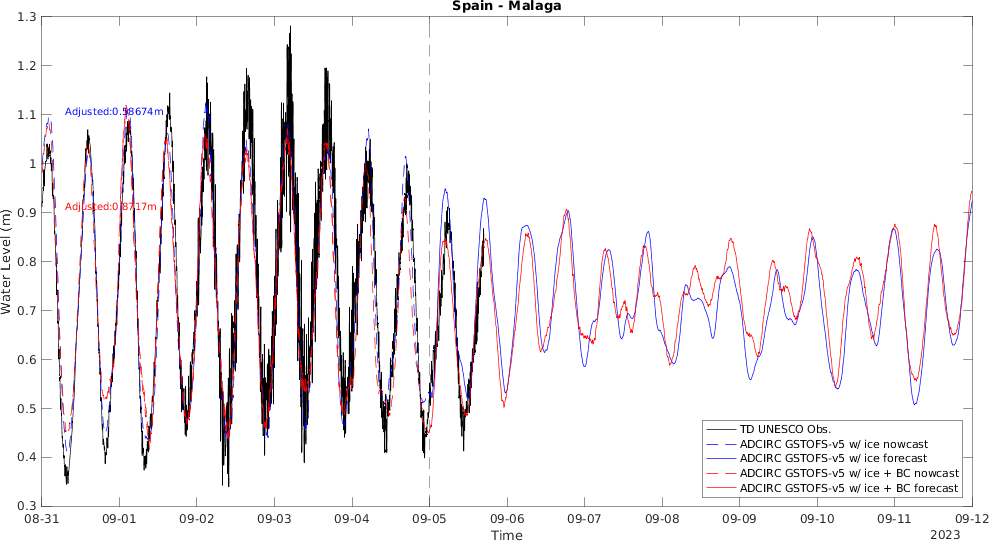 Spain - Malaga
1.3
1.2
1.1
1
0.9
0.8
0.7
0.6
0.5
0.4
0.3
Water Level (m)
Adjusted:0.58674m
Adjusted:0.8717m
TD UNESCO Obs.
ADCIRC GSTOFS-v5 w/ ice nowcast
ADCIRC GSTOFS-v5 w/ ice forecast
ADCIRC GSTOFS-v5 w/ ice + BC nowcast
ADCIRC GSTOFS-v5 w/ ice + BC forecast
08-31 09-01 09-02 09-03 09-04 09-05 09-06 09-07 09-08 09-09 09-10 09-11 09-12
Time
2023